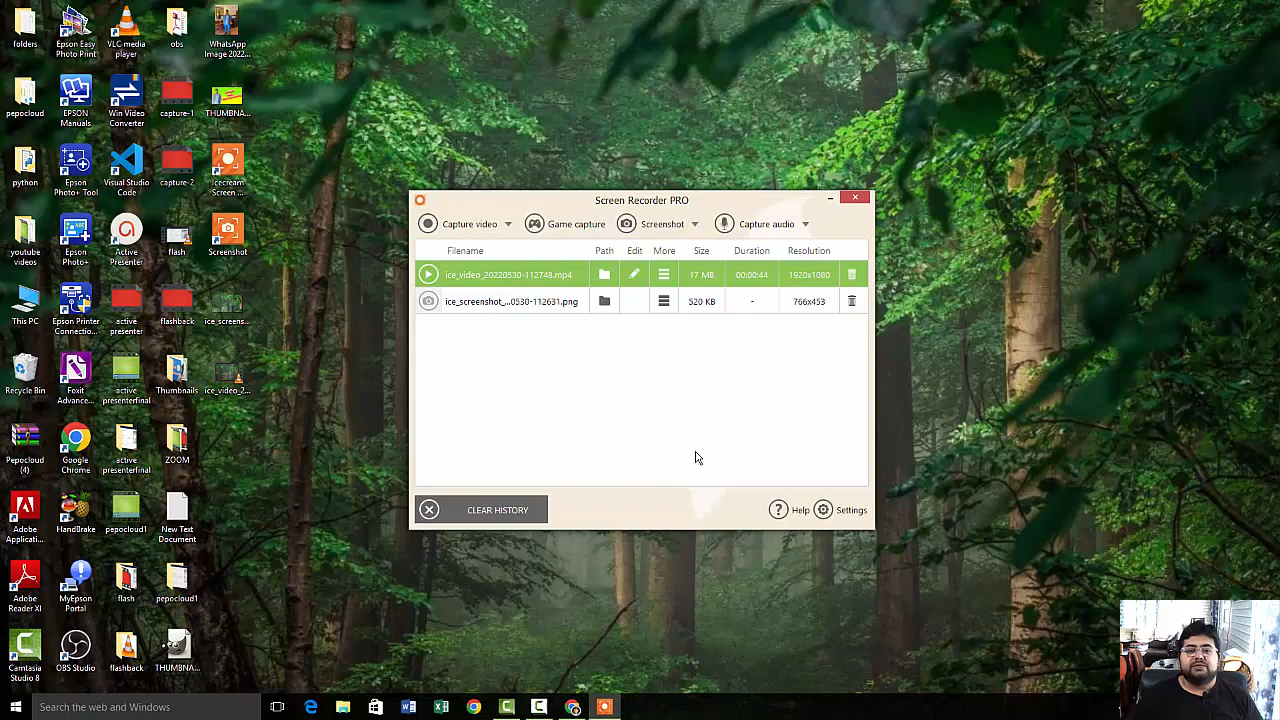 folders
Epson Easy
Photo Print
VLC media
player
obs
WhatsApp
Image 2022...
pepocloud
EPSON
Manuals
Win Video
Converter
capture-1
THUMBNA...
python
Epson
Photo+ Tool
Visual Studio
Code
capture-2
Icecream
Screen ...
youtube
videos
Epson
Photo+
Active
Presenter
flash
Screenshot
This PC
Epson Printer
Connectio...
active
presenter
flashback
ice_screens...
Recycle Bin
Foxit
Advance...
active
presenterfinal
Thumbnails
ice_video_2...
Pepocloud
(4)
Google
Chrome
active
presenterfinal
ZOOM
Adobe
Applicati...
HandBrake
pepocloud1
New Text
Document
Adobe
Reader XI
MyEpson
Portal
flash
pepocloud1
Camtasia
Studio 8
OBS Studio
flashback
THUMBNA...
Screen Recorder PRO
Capture video
Game capture
Screenshot
Capture audio
Filename Path Edit More Size Duration Resolution
ice_video_20220530-112748.mp4 17 MB 00:00:44 1920x1080
ice_screenshot_...0530-112631.png 520 KB - 766x453
CLEAR HISTORY
Help
Settings
Search the web and Windows